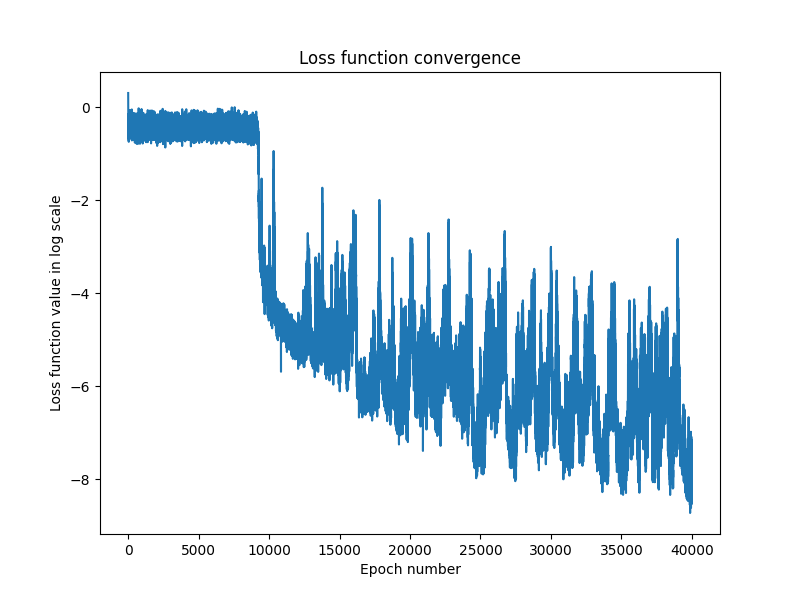 Loss function convergence
Loss function value in log scale
0
−2
−4
−6
−8
0 5000 10000 15000 20000 25000 30000 35000 40000
Epoch number